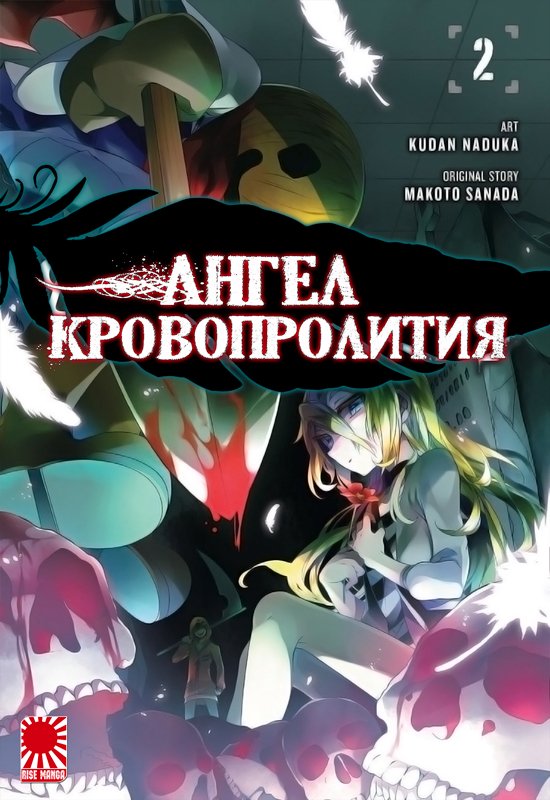 2
ART
KUDAN NADUKA
ORIGINAL STORY
MAKOTO SANADA
АНГЕЛ
КРОВОПРОЛИТИЯ
RISE MANGA